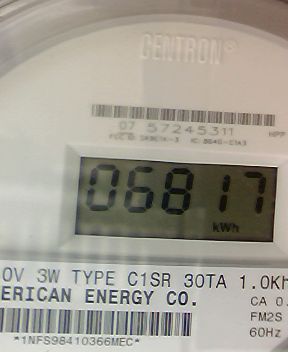 CENTRON®
07 57245311
HPP
06817
kWh
0V 3W TYPE C1SR 30TA 1.0Kh
ERICAN ENERGY CO.
CA 0.
FM2S
60Hz
*1NFS98410366MEC*